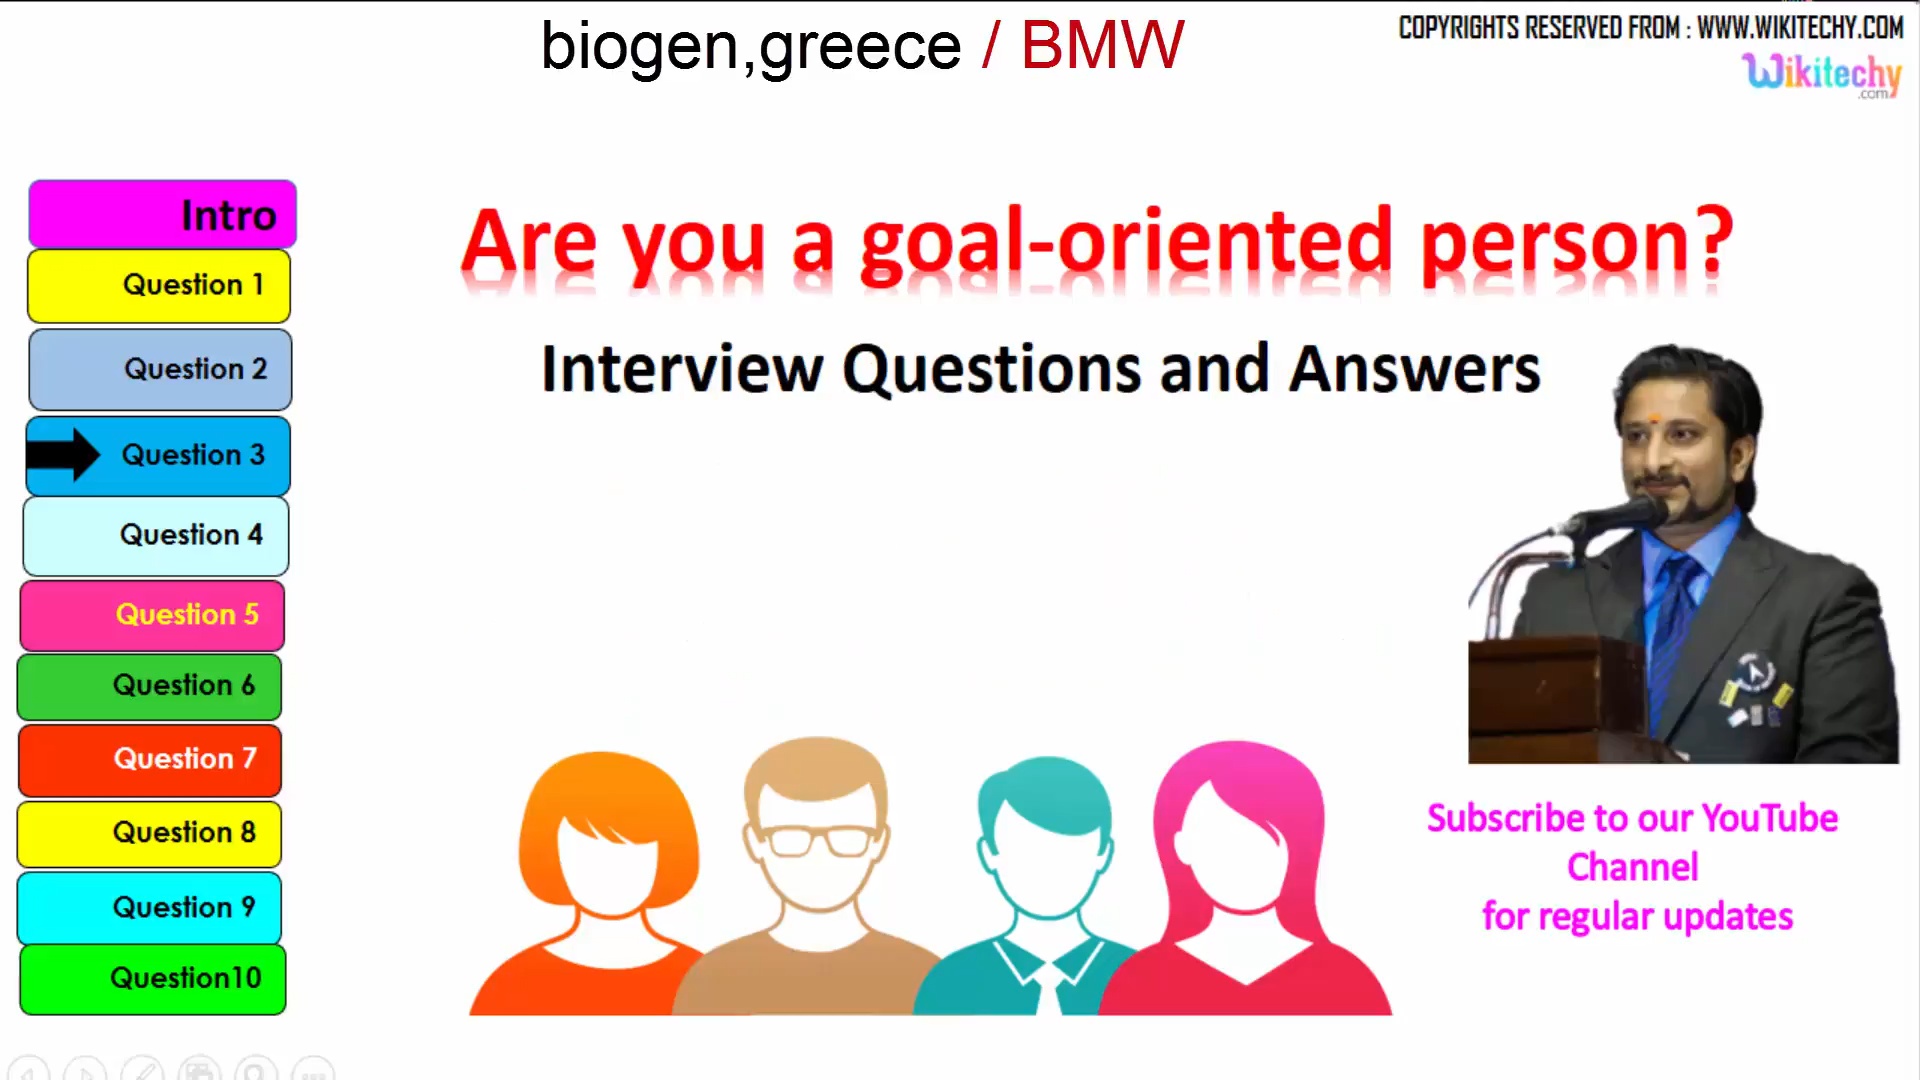 biogen,greece / BMW
COPYRIGHTS RESERVED FROM : WWW.WIKITECHY.COM
Wikitechy
.com
Are you a goal-oriented person?
Interview Questions and Answers
Intro
Question 1
Question 2
Question 3
Question 4
Question 5
Question 6
Question 7
Question 8
Question 9
Question10
Subscribe to our YouTube
Channel
for regular updates